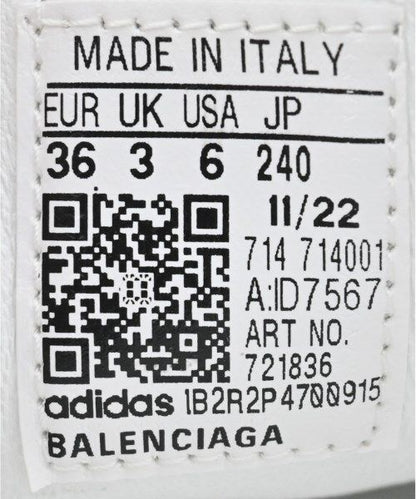 MADE IN ITALY
EUR UK USA JP
36 3 6 240
11/22
714 714001
A:ID7567
ART NO.
721836
adidas 1B2R2P4700915
BALENCIAGA